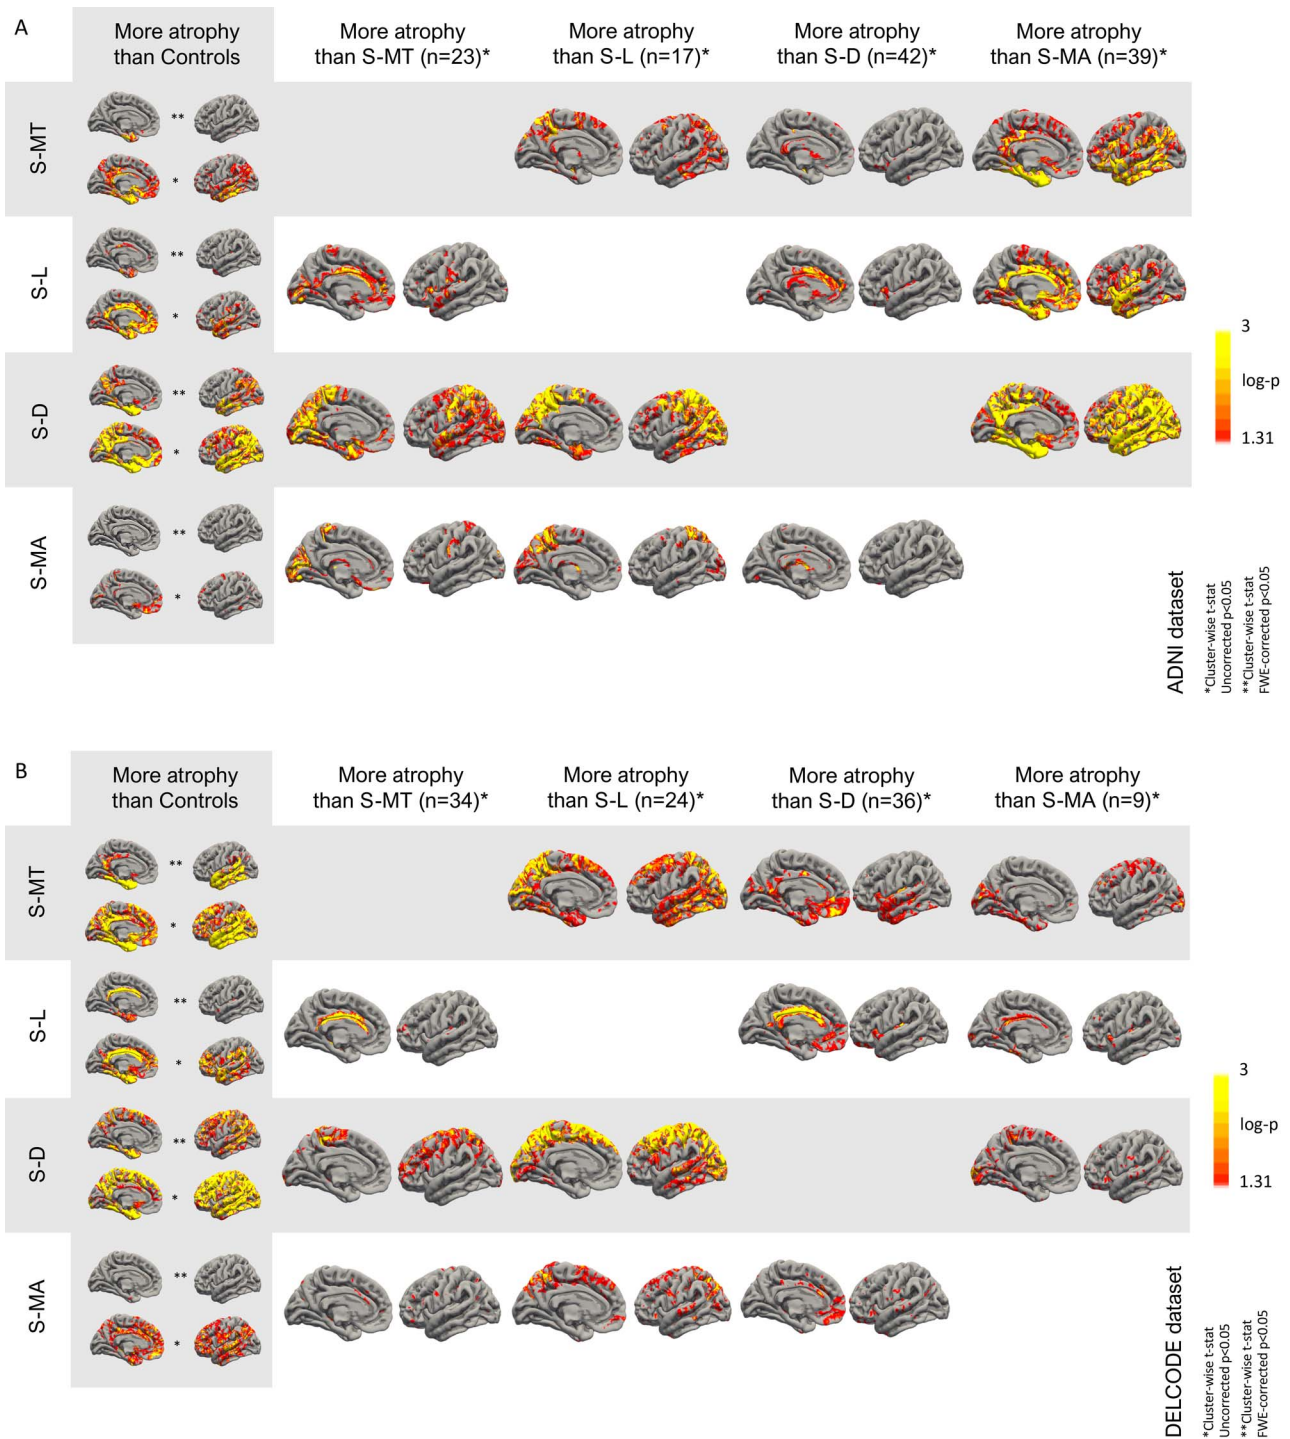 A
More atrophy
than Controls
More atrophy
than S-MT (n=23)*
More atrophy
than S-L (n=17)*
More atrophy
than S-D (n=42)*
More atrophy
than S-MA (n=39)*
S-MT
**
*
S-L
**
*
S-D
**
*
S-MA
**
*
3
log-p
1.31
ADNI dataset
*Cluster-wise t-stat
Uncorrected p<0.05
**Cluster-wise t-stat
FWE-corrected p<0.05
B
More atrophy
than Controls
More atrophy
than S-MT (n=34)*
More atrophy
than S-L (n=24)*
More atrophy
than S-D (n=36)*
More atrophy
than S-MA (n=9)*
S-MT
**
*
S-L
**
*
S-D
**
*
S-MA
**
*
3
log-p
1.31
DELCODE dataset
*Cluster-wise t-stat
Uncorrected p<0.05
**Cluster-wise t-stat
FWE-corrected p<0.05